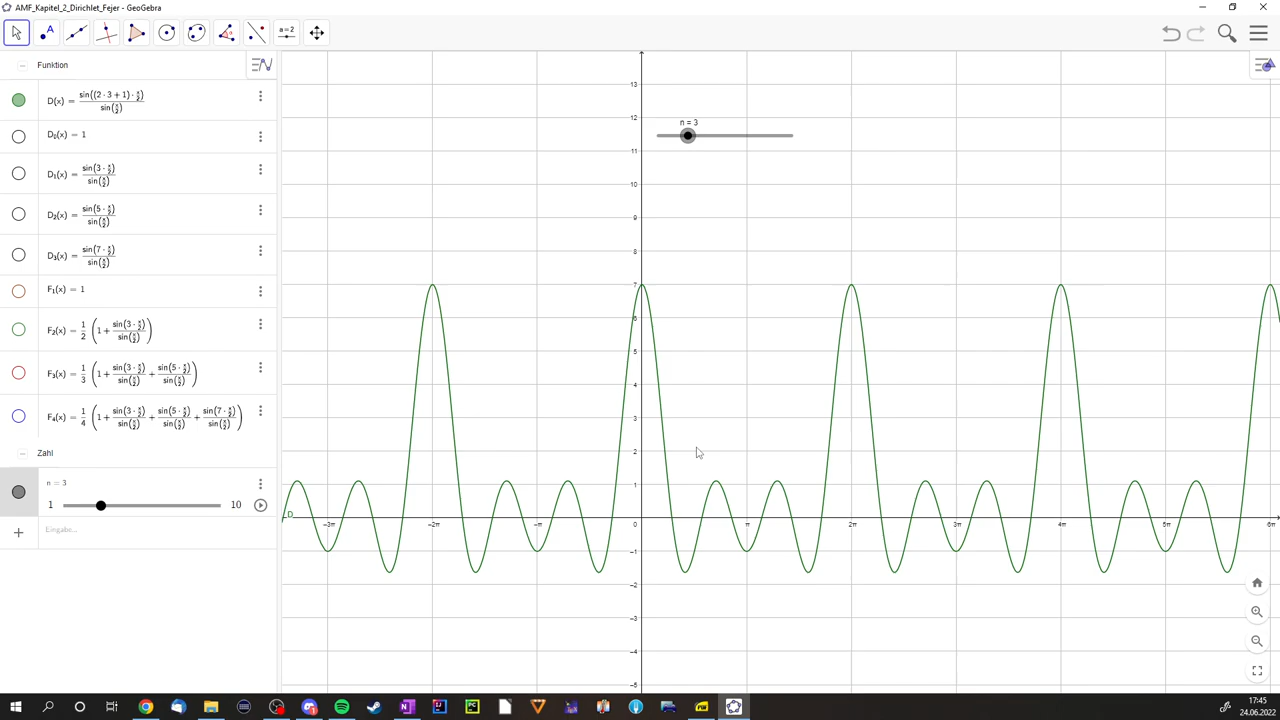 AMF_Kapitel_2_Dirichlet_Fejer - GeoGebra
a=2
Funktion
D(x) = sin((2 · 3 + 1) · x/2) / sin(x/2)
D₀(x) = 1
D₁(x) = sin(3 · x/2) / sin(x/2)
D₂(x) = sin(5 · x/2) / sin(x/2)
D₃(x) = sin(7 · x/2) / sin(x/2)
F₁(x) = 1
F₂(x) = 1/2 (1 + sin(3 · x/2) / sin(x/2))
F₃(x) = 1/3 (1 + sin(3 · x/2) / sin(x/2) + sin(5 · x/2) / sin(x/2))
F₄(x) = 1/4 (1 + sin(3 · x/2) / sin(x/2) + sin(5 · x/2) / sin(x/2) + sin(7 · x/2) / sin(x/2))
Zahl
n = 3
1 10
Eingabe...
n = 3
13
12
11
10
9
8
7
6
5
4
3
2
1
D
−3π −2π −π 0 π 2π 3π 4π 5π 6π
−1
−2
−3
−4
−5
17:45
24.06.2022